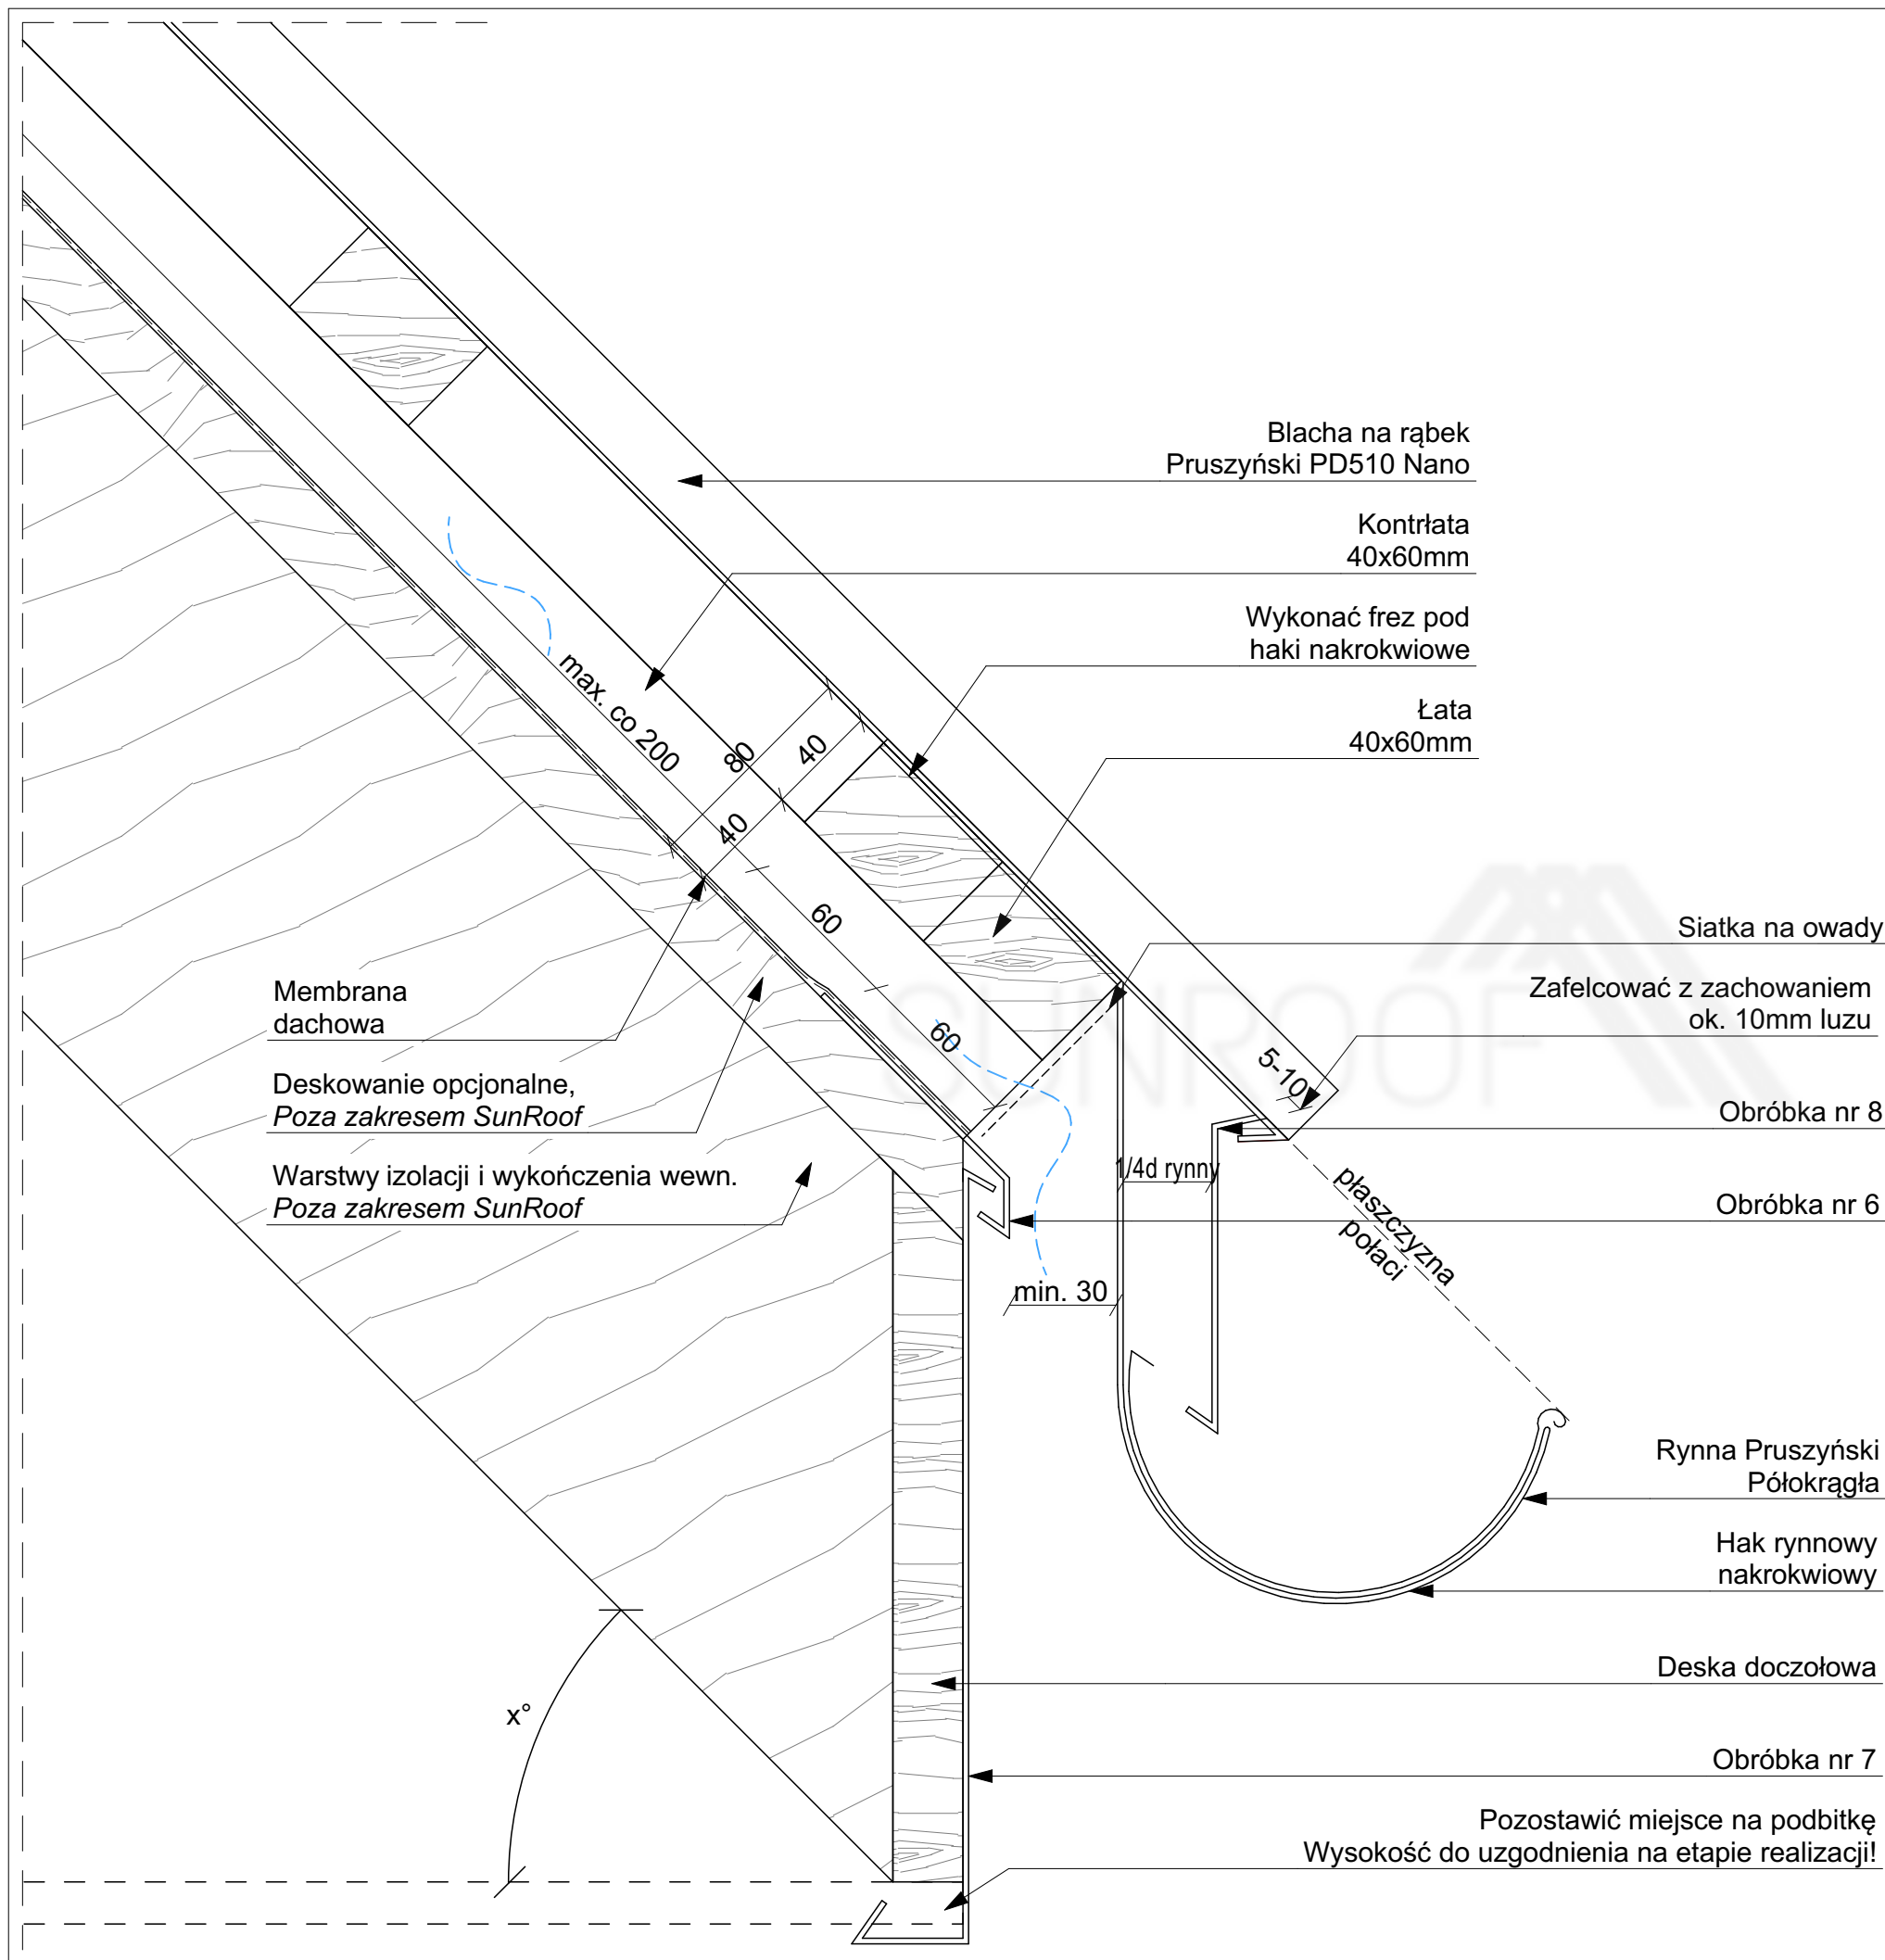 Blacha na rąbek
Pruszyński PD510 Nano
Kontrłata
40x60mm
Wykonać frez pod
haki nakrokwiowe
Łata
40x60mm
max. co 200
80
40
40
60
60
Siatka na owady
Zafelcować z zachowaniem
ok. 10mm luzu
5-10
Membrana
dachowa
Deskowanie opcjonalne,
Poza zakresem SunRoof
Warstwy izolacji i wykończenia wewn.
Poza zakresem SunRoof
SUNROOF
Obróbka nr 8
1/4d rynny
płaszczyzna
połaci
Obróbka nr 6
min. 30
Rynna Pruszyński
Półokrągła
Hak rynnowy
nakrokwiowy
Deska doczołowa
x°
Obróbka nr 7
Pozostawić miejsce na podbitkę
Wysokość do uzgodnienia na etapie realizacji!